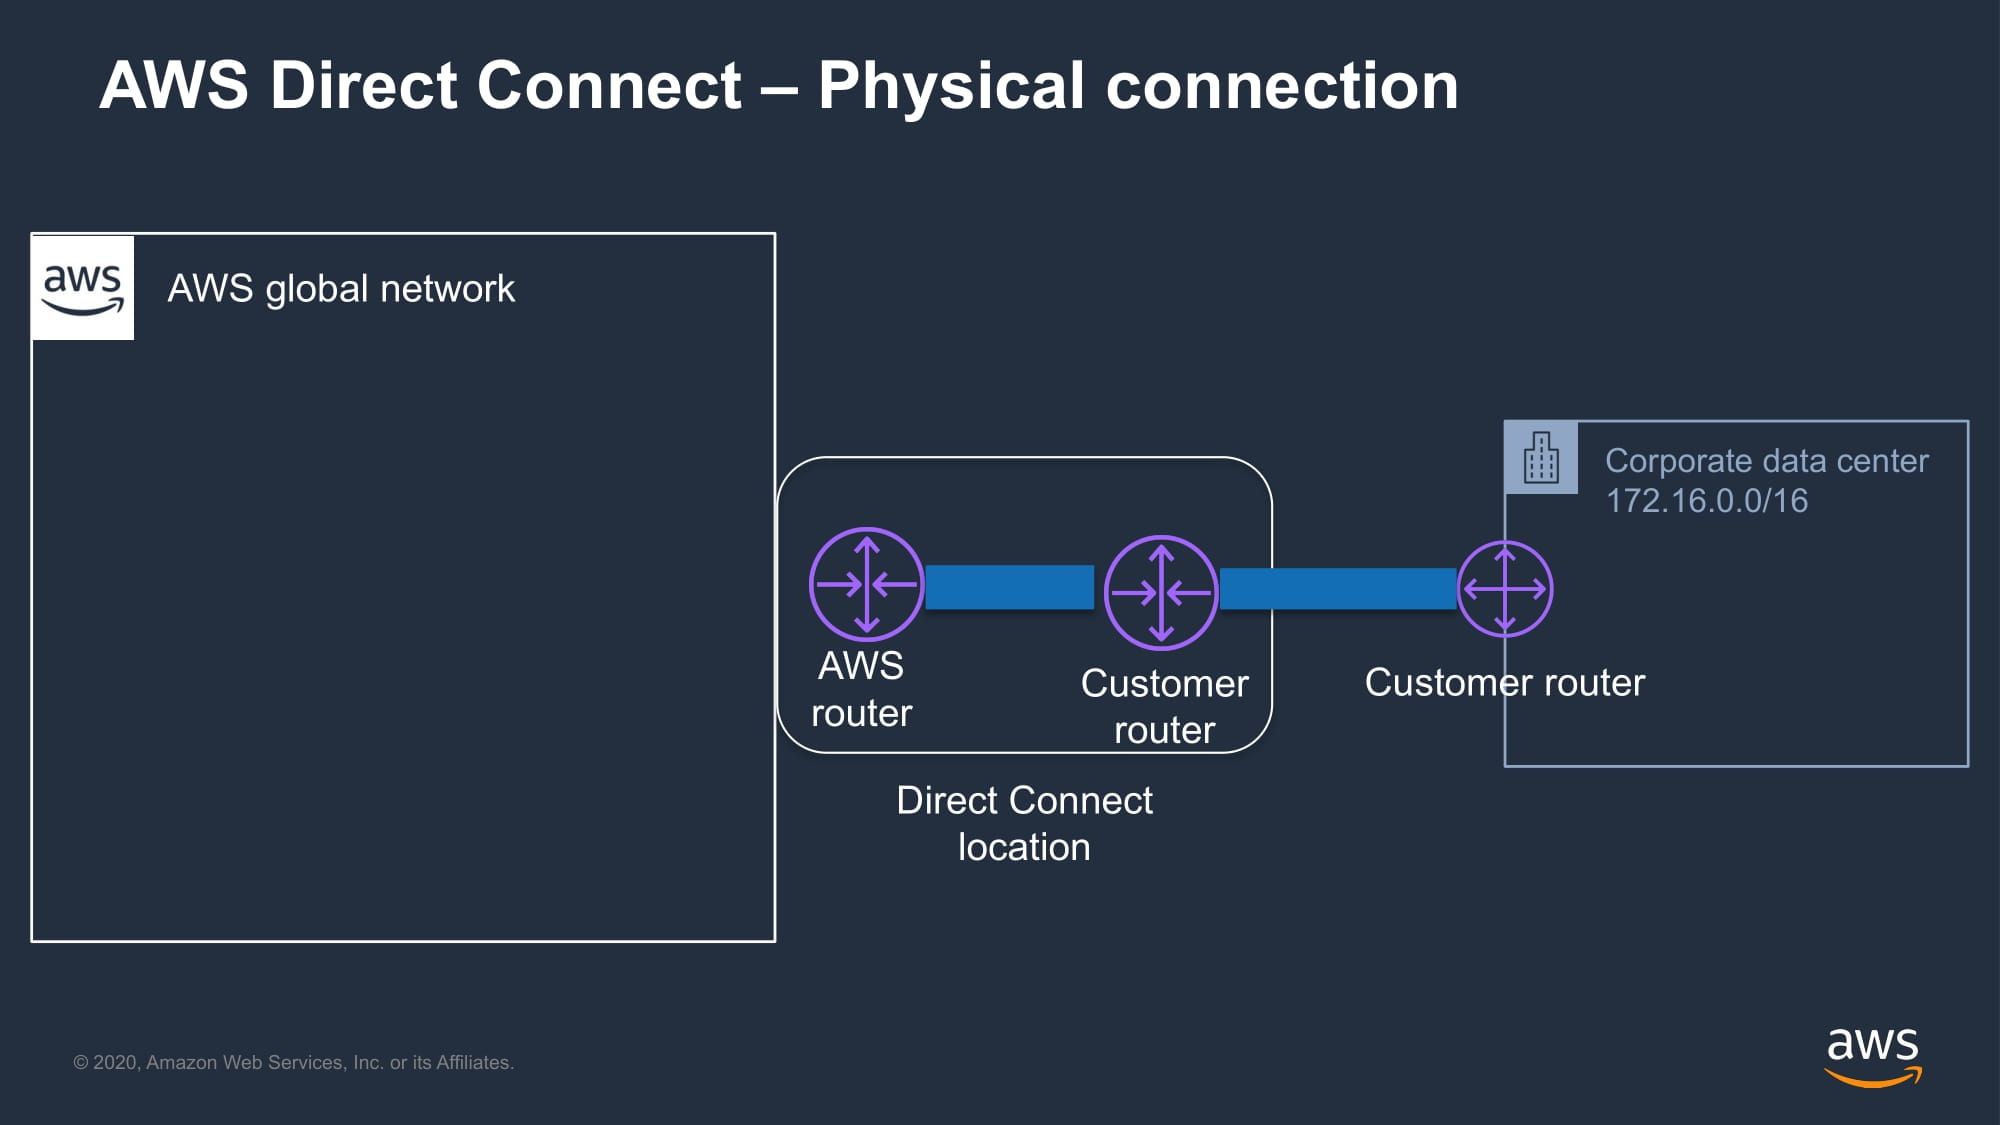 AWS Direct Connect – Physical connection
aws
AWS global network
Corporate data center
172.16.0.0/16
AWS
router
Customer
router
Customer router
Direct Connect
location
© 2020, Amazon Web Services, Inc. or its Affiliates.
aws